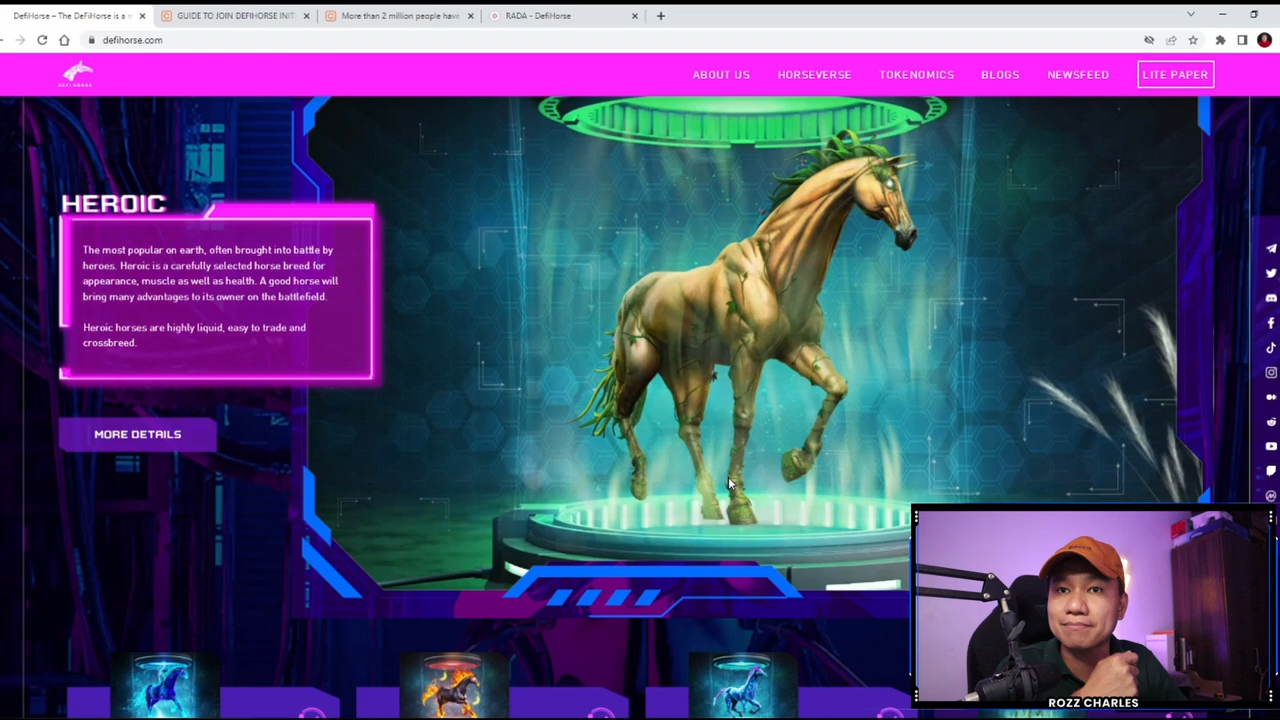 DefiHorse – The DeFiHorse is a m
GUIDE TO JOIN DEFIHORSE INITI
More than 2 million people have
RADA - DefiHorse
defihorse.com
DEFI HORSE
ABOUT US
HORSEVERSE
TOKENOMICS
BLOGS
NEWSFEED
LITE PAPER
HEROIC
The most popular on earth, often brought into battle by
heroes. Heroic is a carefully selected horse breed for
appearance, muscle as well as health. A good horse will
bring many advantages to its owner on the battlefield.
Heroic horses are highly liquid, easy to trade and
crossbreed.
MORE DETAILS
ROZZ CHARLES